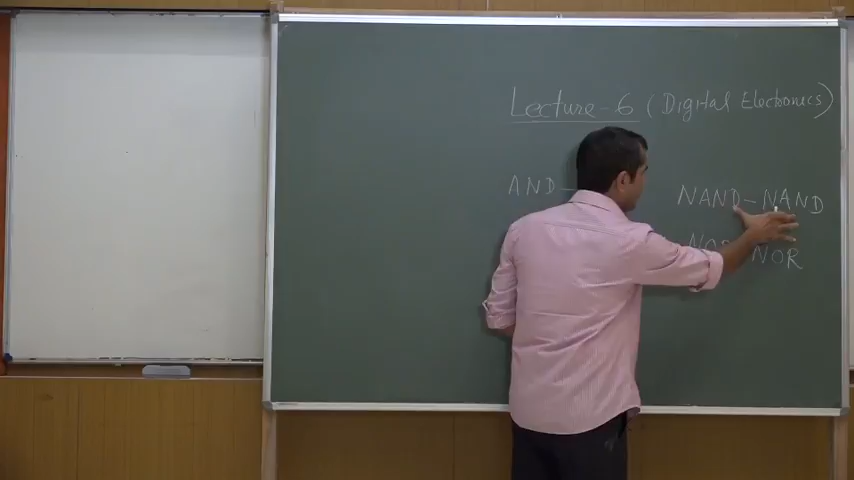 Lecture - 6 (Digital Electronics)
AND - NAND - NAND
NOR